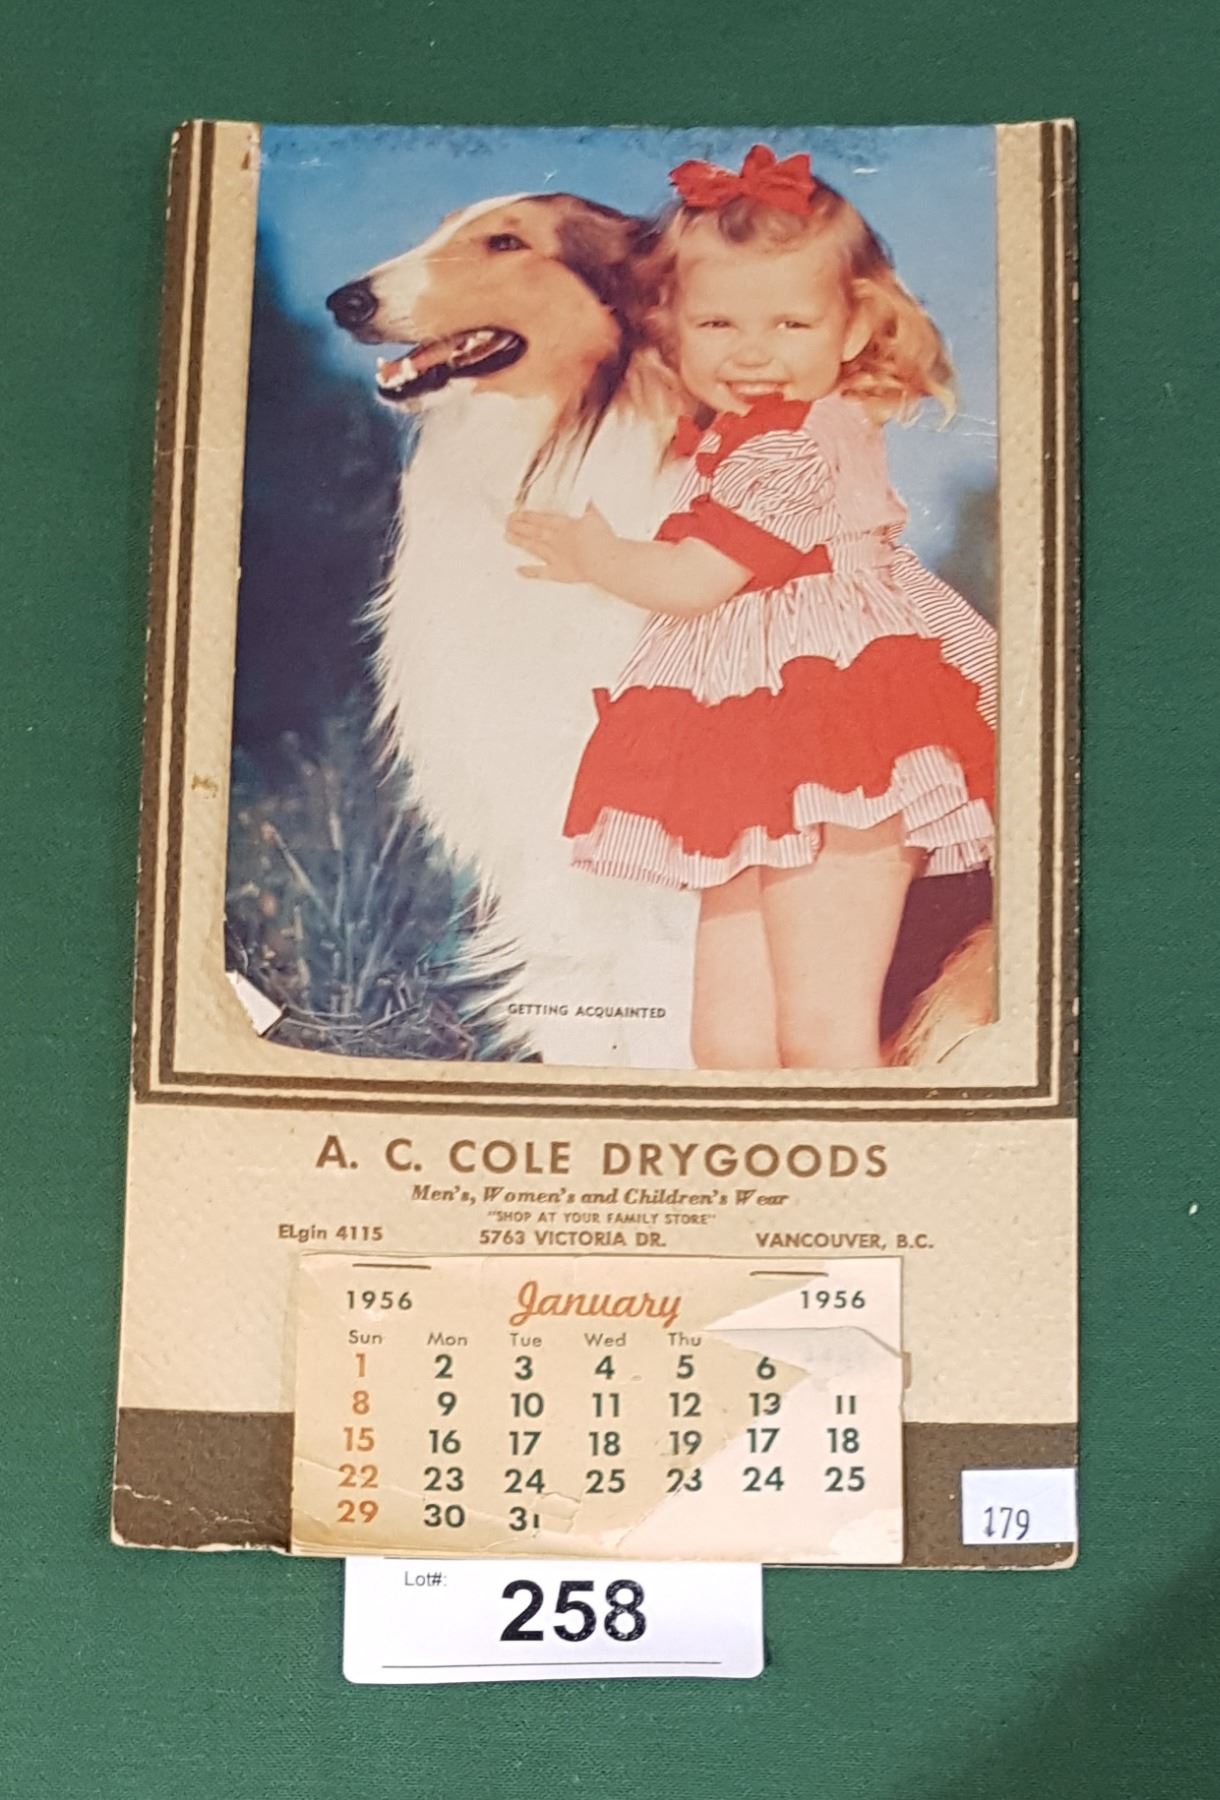 GETTING ACQUAINTED
A. C. COLE DRYGOODS
Men's, Women's and Children's Wear
"SHOP AT YOUR FAMILY STORE"
ELgin 4115 5763 VICTORIA DR. VANCOUVER, B.C.
1956 January 1956
Sun Mon Tue Wed Thu
1 2 3 4 5 6
8 9 10 11 12 13 11
15 16 17 18 19 17 18
22 23 24 25 23 24 25
29 30 31
179
Lot#: 258